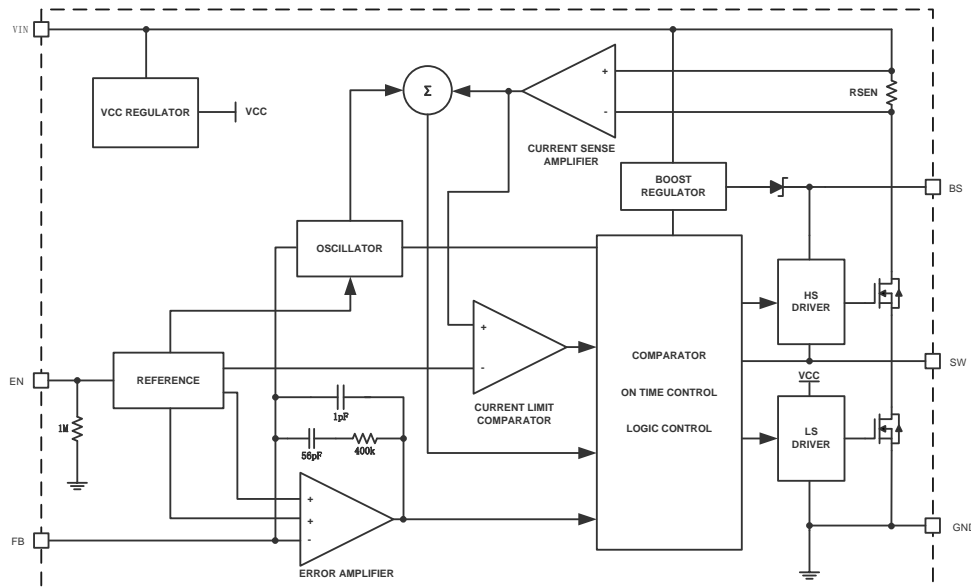 VIN
VCC REGULATOR
VCC
Σ
+
-
RSEN
CURRENT SENSE
AMPLIFIER
BOOST
REGULATOR
BS
OSCILLATOR
HS
DRIVER
+
-
CURRENT LIMIT
COMPARATOR
COMPARATOR
ON TIME CONTROL
LOGIC CONTROL
SW
VCC
LS
DRIVER
EN
REFERENCE
1M
1pF
56pF
400k
+
+
-
ERROR AMPLIFIER
FB
GND